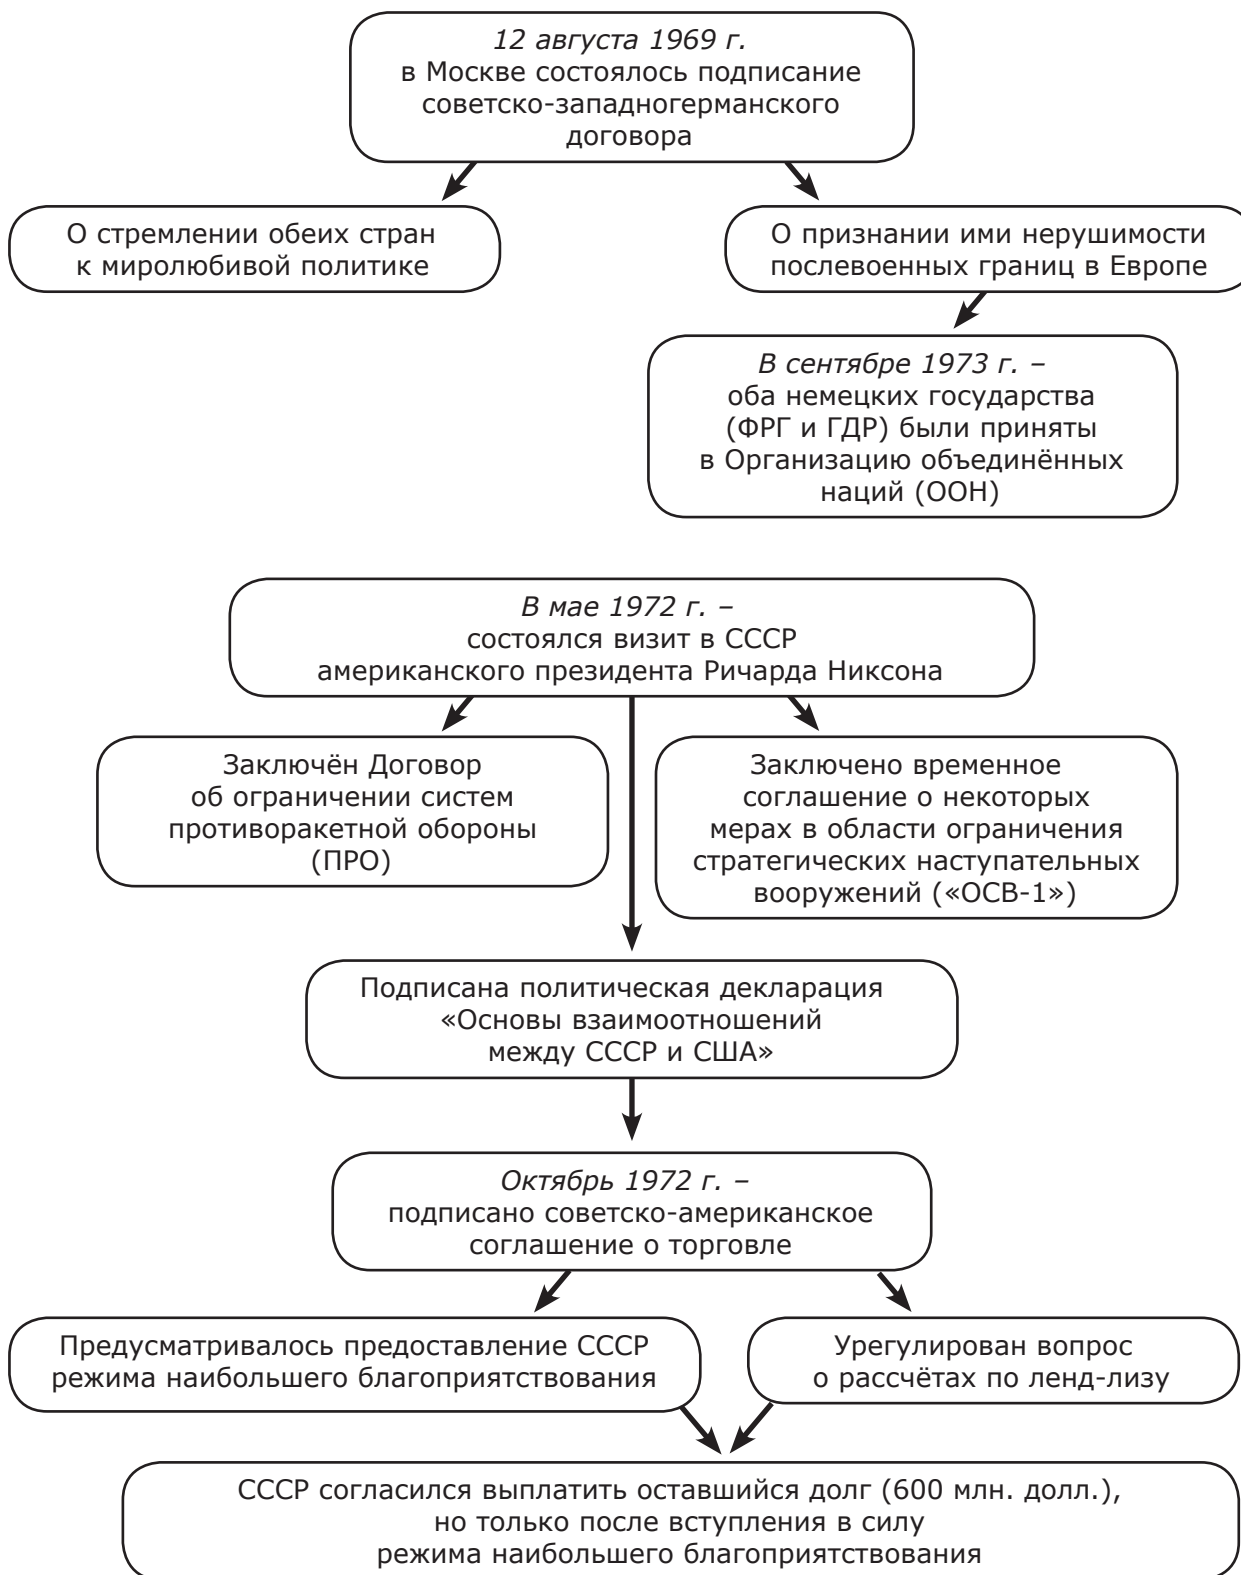 12 августа 1969 г.
в Москве состоялось подписание
советско-западногерманского
договора
О стремлении обеих стран
к миролюбивой политике
О признании ими нерушимости
послевоенных границ в Европе
В сентябре 1973 г. –
оба немецких государства
(ФРГ и ГДР) были приняты
в Организацию объединённых
наций (ООН)
В мае 1972 г. –
состоялся визит в СССР
американского президента Ричарда Никсона
Заключён Договор
об ограничении систем
противоракетной обороны
(ПРО)
Заключено временное
соглашение о некоторых
мерах в области ограничения
стратегических наступательных
вооружений («ОСВ-1»)
Подписана политическая декларация
«Основы взаимоотношений
между СССР и США»
Октябрь 1972 г. –
подписано советско-американское
соглашение о торговле
Предусматривалось предоставление СССР
режима наибольшего благоприятствования
Урегулирован вопрос
о рассчётах по ленд-лизу
СССР согласился выплатить оставшийся долг (600 млн. долл.),
но только после вступления в силу
режима наибольшего благоприятствования